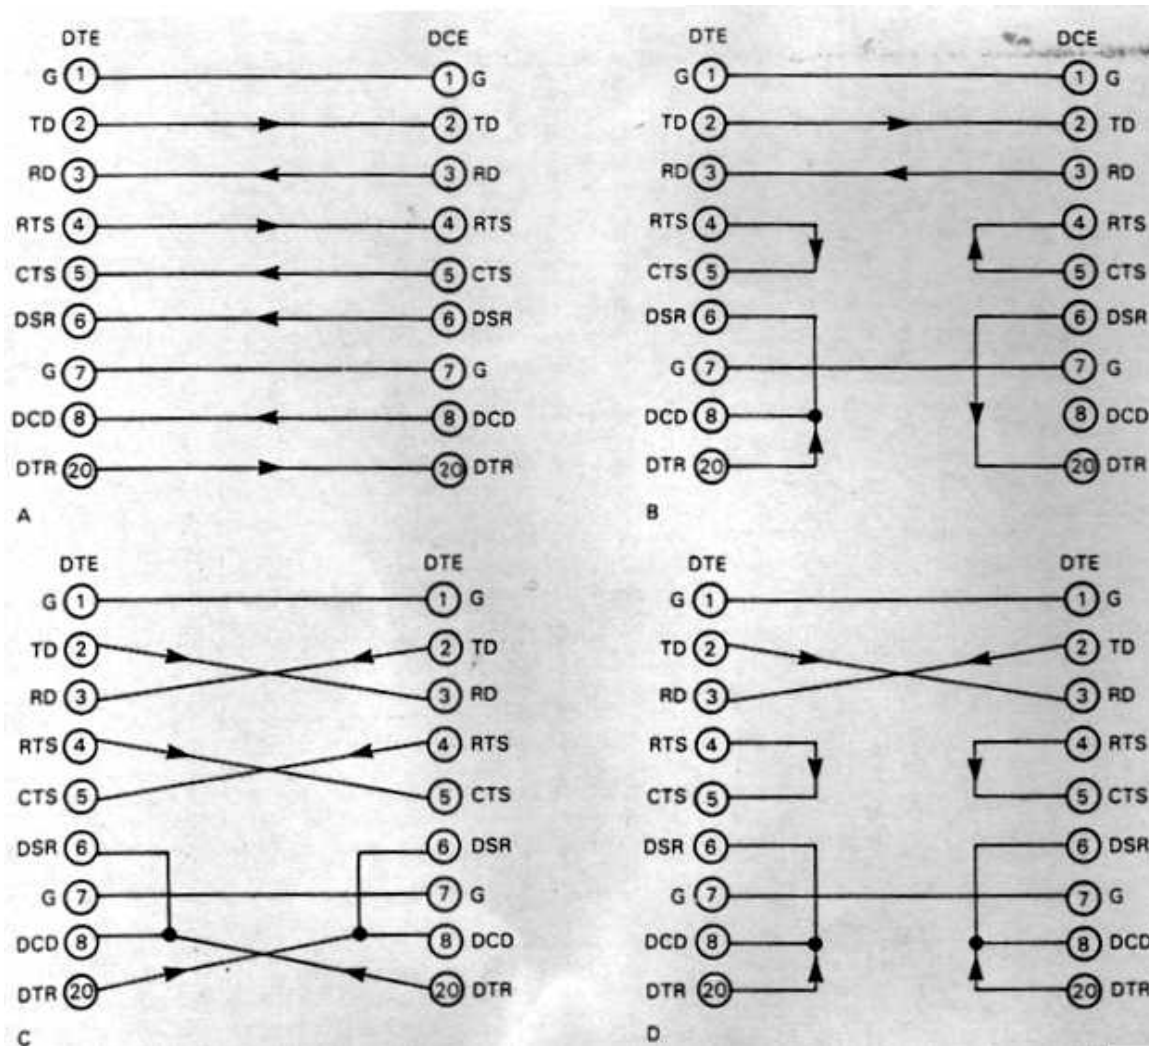 DTE DCE
G 1 1 G
TD 2 2 TD
RD 3 3 RD
RTS 4 4 RTS
CTS 5 5 CTS
DSR 6 6 DSR
G 7 7 G
DCD 8 8 DCD
DTR 20 20 DTR
A
DTE DCE
G 1 1 G
TD 2 2 TD
RD 3 3 RD
RTS 4 4 RTS
CTS 5 5 CTS
DSR 6 6 DSR
G 7 7 G
DCD 8 8 DCD
DTR 20 20 DTR
B
DTE DTE
G 1 1 G
TD 2 2 TD
RD 3 3 RD
RTS 4 4 RTS
CTS 5 5 CTS
DSR 6 6 DSR
G 7 7 G
DCD 8 8 DCD
DTR 20 20 DTR
C
DTE DTE
G 1 1 G
TD 2 2 TD
RD 3 3 RD
RTS 4 4 RTS
CTS 5 5 CTS
DSR 6 6 DSR
G 7 7 G
DCD 8 8 DCD
DTR 20 20 DTR
D